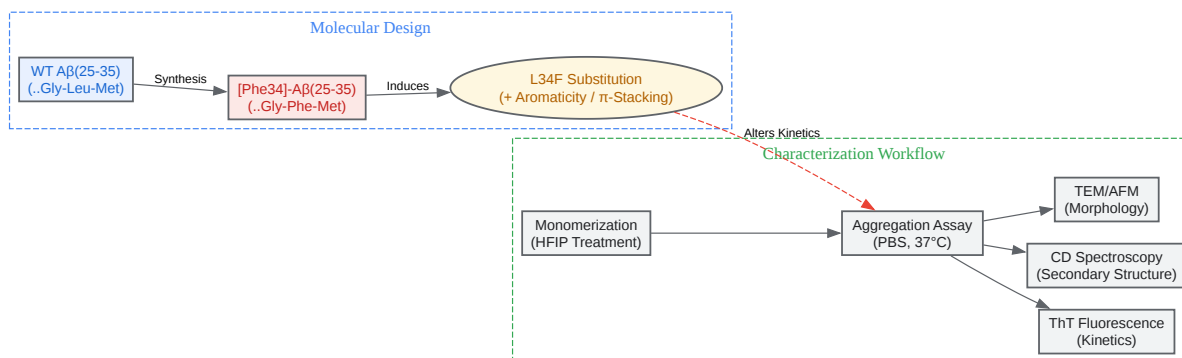 Molecular Design
WT Aβ(25-35)
(..Gly-Leu-Met)
Synthesis
[Phe34]-Aβ(25-35)
(..Gly-Phe-Met)
Induces
L34F Substitution
(+ Aromaticity / π-Stacking)
Alters Kinetics
Characterization Workflow
Monomerization
(HFIP Treatment)
Aggregation Assay
(PBS, 37°C)
TEM/AFM
(Morphology)
CD Spectroscopy
(Secondary Structure)
ThT Fluorescence
(Kinetics)